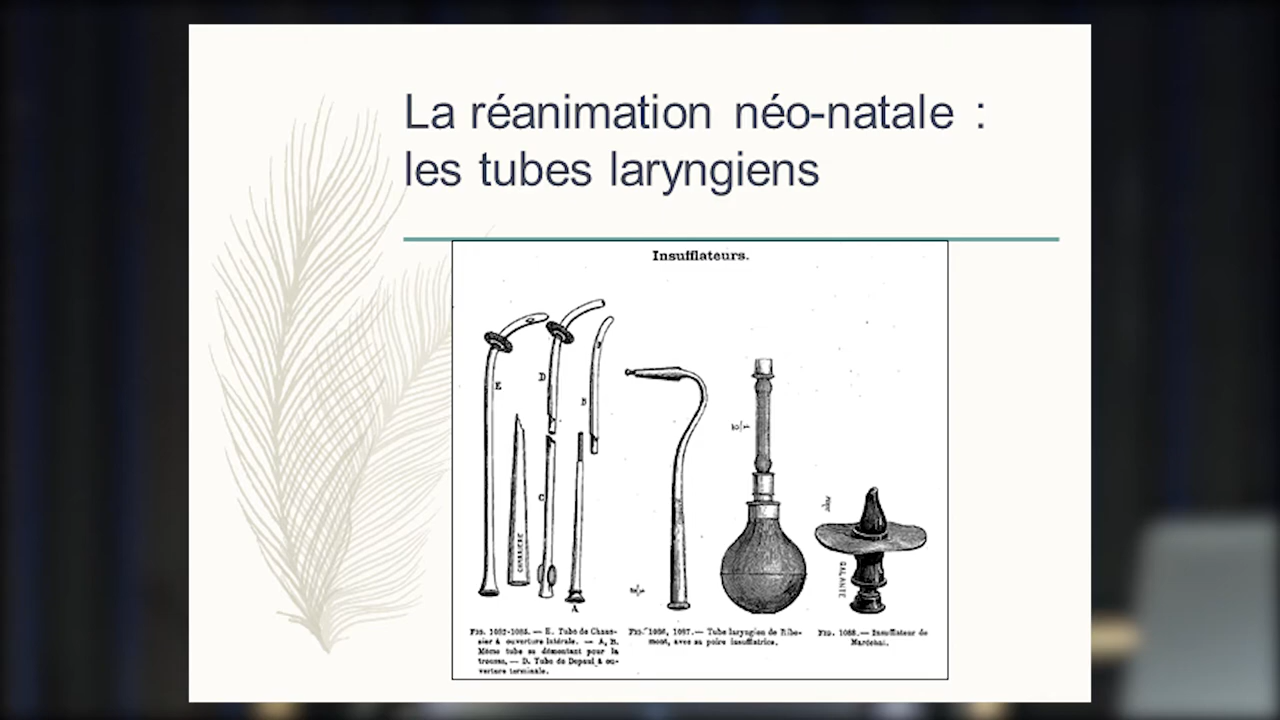 La réanimation néo-natale :
les tubes laryngiens
Insufflateurs.
E
D
B
C
CHARRIERE
A
GALANTE
Fig. 1082-1085. — E. Tube de Chaus-
sier à ouverture latérale. — A, B.
Même tube se démontant pour la
trousse. — D. Tube de Depaul à ou-
verture terminale.
Fig. 1086, 1087. — Tube laryngien de Ribe-
mont, avec sa poire insufflatrice.
Fig. 1088. — Insufflateur de